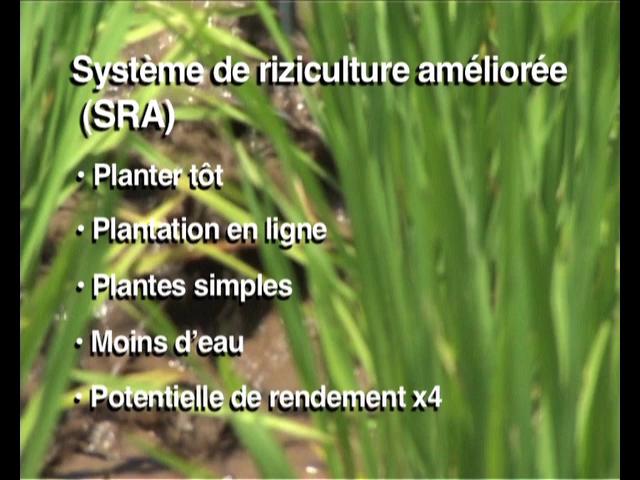 Système de riziculture améliorée
(SRA)
• Planter tôt
• Plantation en ligne
• Plantes simples
• Moins d'eau
• Potentielle de rendement x4